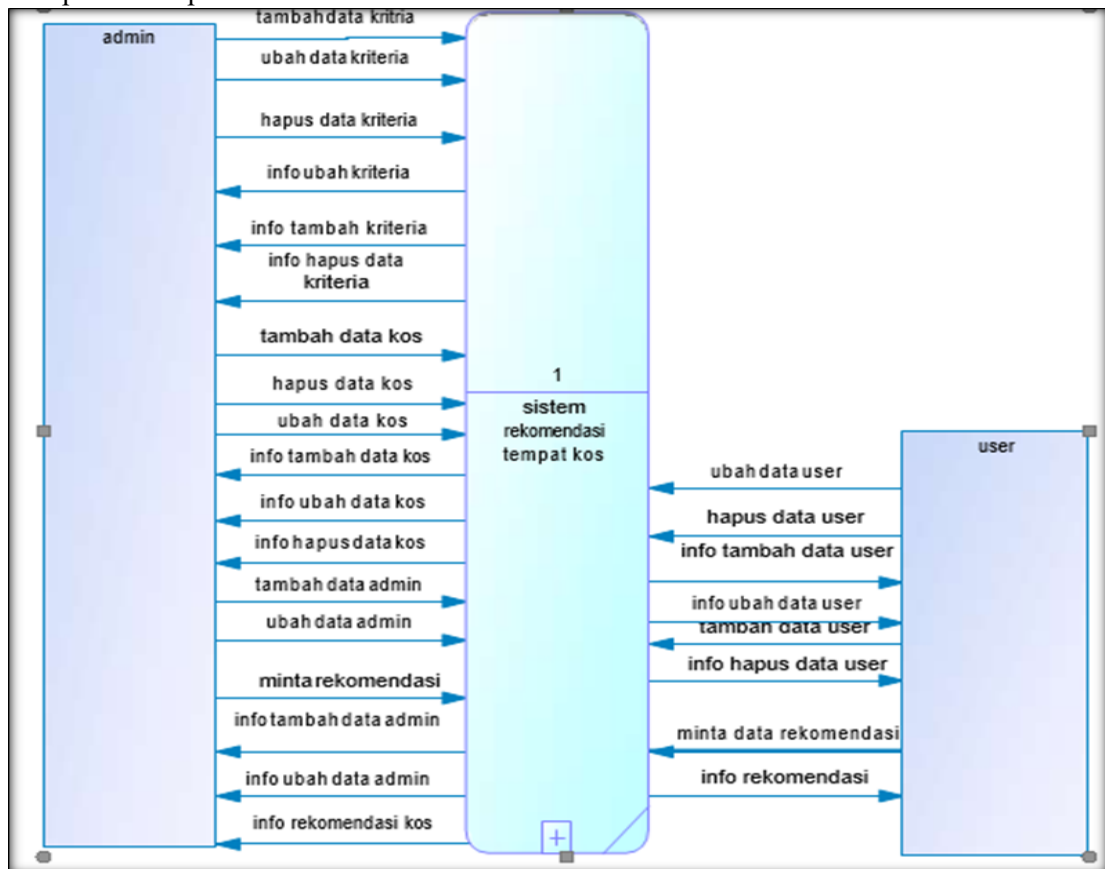 admin
tambahdata kritria
ubah data kriteria
hapus data kriteria
info ubah kriteria
info tambah kriteria
info hapus data
kriteria
tambah data kos
hapus data kos
ubah data kos
info tambah data kos
info ubah data kos
info hapus data kos
tambah data admin
ubah data admin
minta rekomendasi
info tambah data admin
info ubah data admin
info rekomendasi kos
1
sistem
rekomendasi
tempat kos
user
ubah data user
hapus data user
info tambah data user
info ubah data user
tambah data user
info hapus data user
minta data rekomendasi
info rekomendasi